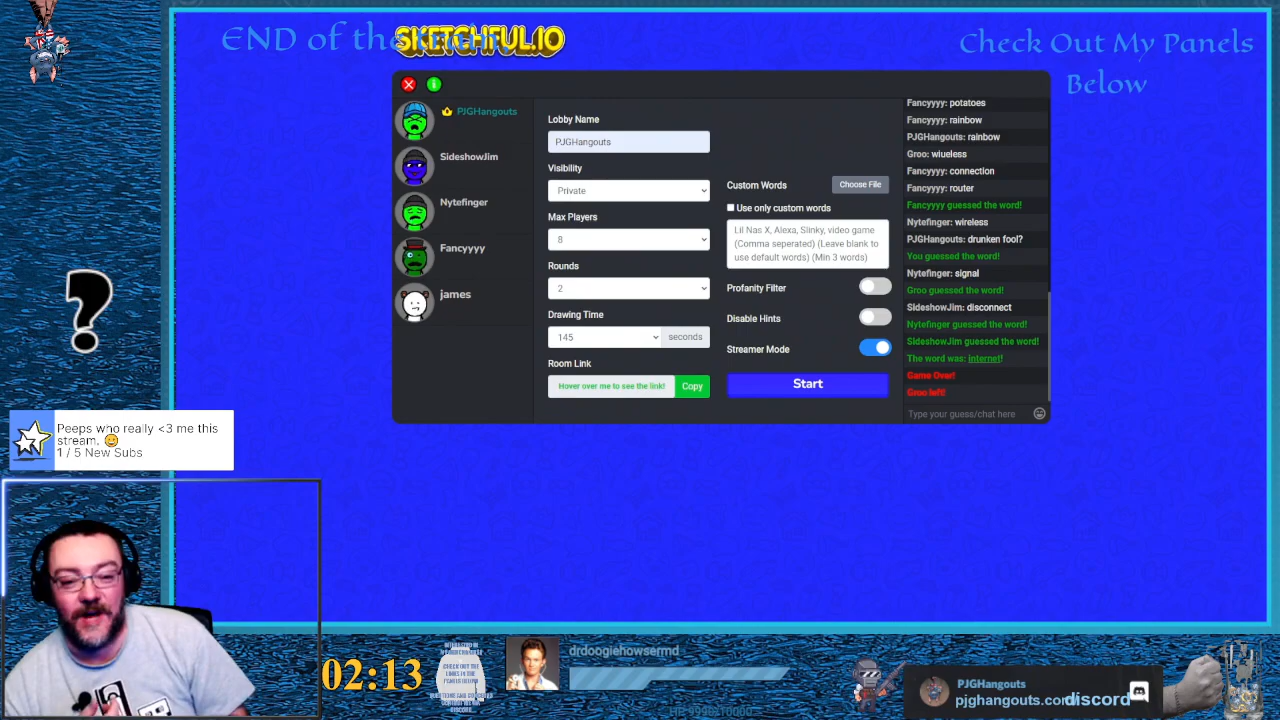 END of the
SKETCHFUL.IO
Check Out My Panels
Below
PJGHangouts
SideshowJim
Nytefinger
Fancyyyy
james
Lobby Name
PJGHangouts
Visibility
Private
Max Players
8
Rounds
2
Drawing Time
145
seconds
Room Link
Hover over me to see the link!
Copy
Custom Words
Choose File
Use only custom words
Lil Nas X, Alexa, Slinky, video game
(Comma seperated) (Leave blank to
use default words) (Min 3 words)
Profanity Filter
Disable Hints
Streamer Mode
Start
Fancyyyy: potatoes
Fancyyyy: rainbow
PJGHangouts: rainbow
Groo: wiueless
Fancyyyy: connection
Fancyyyy: router
Fancyyyy guessed the word!
Nytefinger: wireless
PJGHangouts: drunken fool?
You guessed the word!
Nytefinger: signal
Groo guessed the word!
SideshowJim: disconnect
Nytefinger guessed the word!
SideshowJim guessed the word!
The word was: internet!
Game Over!
Groo left!
Type your guess/chat here
Peeps who really <3 me this
stream.
1 / 5 New Subs
02:13
drdoogiehowsermd
PJGHangouts
pjghangouts.com/discord